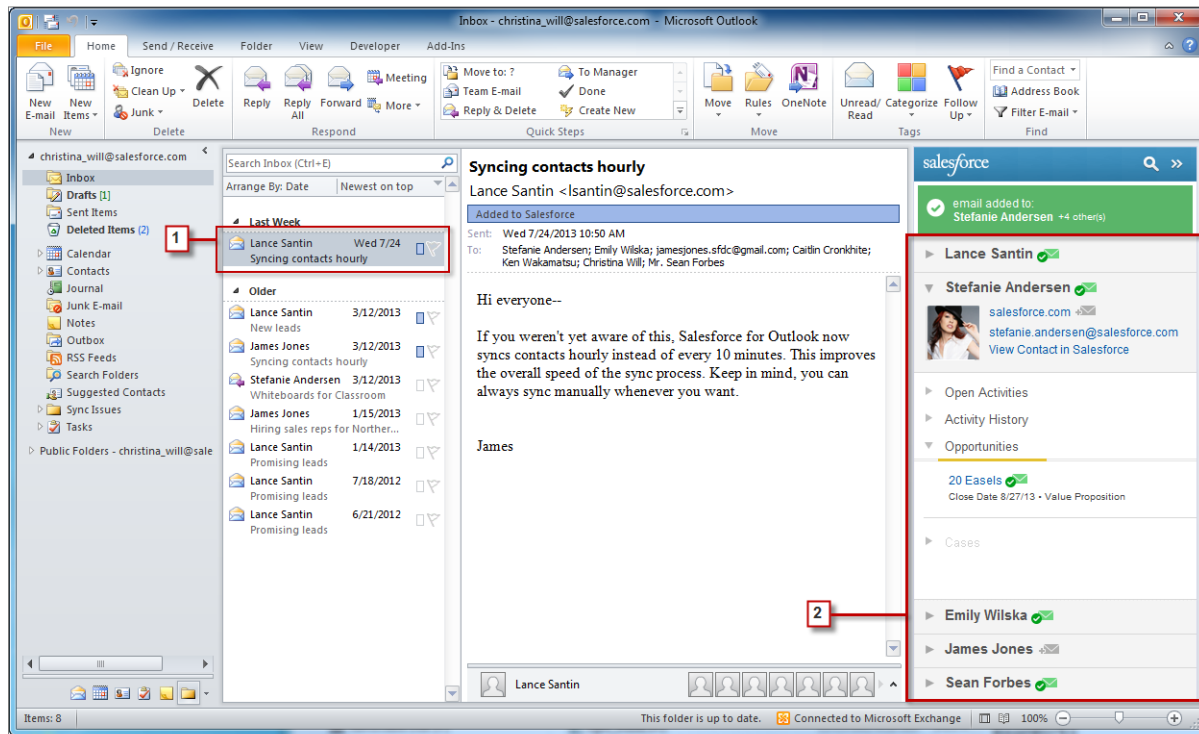 Inbox - christina_will@salesforce.com - Microsoft Outlook
File Home Send / Receive Folder View Developer Add-Ins
New E-mail
New Items
New
Ignore
Clean Up
Junk
Delete
Delete
Reply
Reply All
Forward
Meeting
More
Respond
Move to: ?
Team E-mail
Reply & Delete
To Manager
Done
Create New
Quick Steps
Move
Rules
OneNote
Move
Unread/ Read
Categorize
Follow Up
Tags
Find a Contact
Address Book
Filter E-mail
Find
christina_will@salesforce.com
Inbox
Drafts [1]
Sent Items
Deleted Items (2)
Calendar
Contacts
Journal
Junk E-mail
Notes
Outbox
RSS Feeds
Search Folders
Suggested Contacts
Sync Issues
Tasks
Public Folders - christina_will@sale
1
Search Inbox (Ctrl+E)
Arrange By: Date Newest on top
Last Week
Lance Santin Wed 7/24
Syncing contacts hourly
Older
Lance Santin 3/12/2013
New leads
James Jones 3/12/2013
Syncing contacts hourly
Stefanie Andersen 3/12/2013
Whiteboards for Classroom
James Jones 1/15/2013
Hiring sales reps for Norther...
Lance Santin 1/14/2013
Promising leads
Lance Santin 7/18/2012
Promising leads
Lance Santin 6/21/2012
Promising leads
Syncing contacts hourly
Lance Santin <lsantin@salesforce.com>
Added to Salesforce
Sent: Wed 7/24/2013 10:50 AM
To: Stefanie Andersen; Emily Wilska; jamesjones.sfdc@gmail.com; Caitlin Cronkhite;
Ken Wakamatsu; Christina Will; Mr. Sean Forbes
Hi everyone--
If you weren't yet aware of this, Salesforce for Outlook now
syncs contacts hourly instead of every 10 minutes. This improves
the overall speed of the sync process. Keep in mind, you can
always sync manually whenever you want.
James
Lance Santin
salesforce
email added to:
Stefanie Andersen +4 other(s)
Lance Santin
Stefanie Andersen
salesforce.com
stefanie.andersen@salesforce.com
View Contact in Salesforce
Open Activities
Activity History
Opportunities
20 Easels
Close Date 8/27/13 • Value Proposition
Cases
2
Emily Wilska
James Jones
Sean Forbes
Items: 8
This folder is up to date.
Connected to Microsoft Exchange
100%